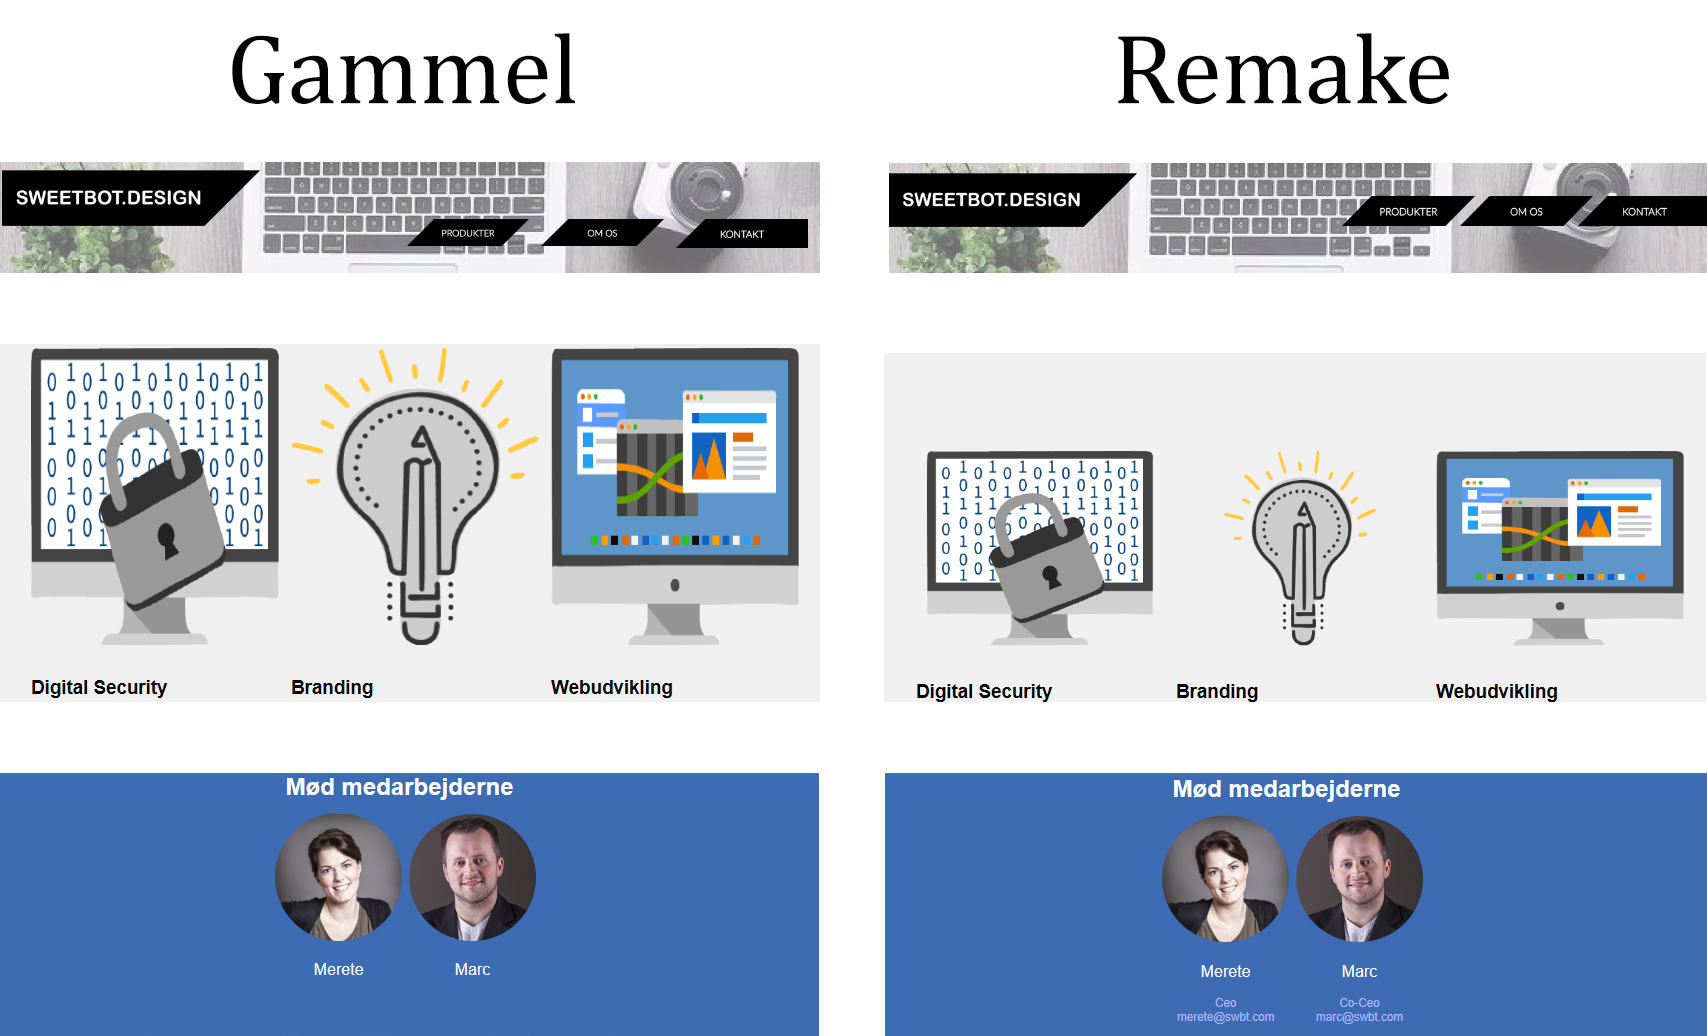 Gammel
Remake
SWEETBOT.DESIGN
PRODUKTER OM OS KONTAKT
SWEETBOT.DESIGN
PRODUKTER OM OS KONTAKT
Digital Security Branding Webudvikling
Digital Security Branding Webudvikling
Mød medarbejderne
Merete Marc
Mød medarbejderne
Merete Marc
Ceo Co-Ceo
merete@swbt.com marc@swbt.com